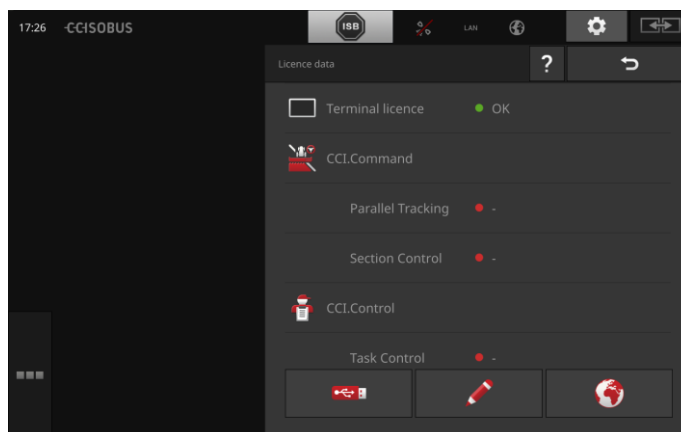 17:26 CCISOBUS ISB LAN
Licence data ?
Terminal licence OK
CCI.Command
Parallel Tracking -
Section Control -
CCI.Control
Task Control -